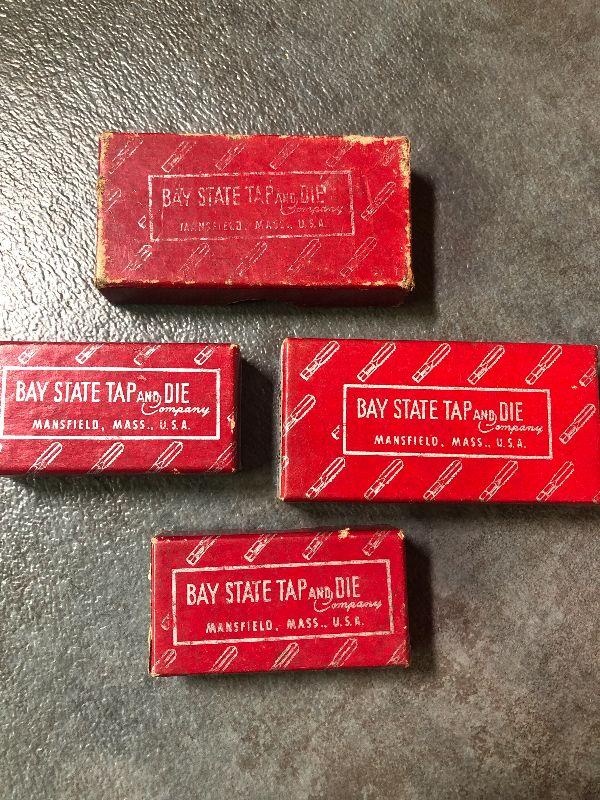 BAY STATE TAP AND DIE
Company
MANSFIELD, MASS., U.S.A.
BAY STATE TAP AND DIE
Company
MANSFIELD, MASS., U.S.A.
BAY STATE TAP AND DIE
Company
MANSFIELD, MASS., U.S.A.
BAY STATE TAP AND DIE
Company
MANSFIELD, MASS., U.S.A.